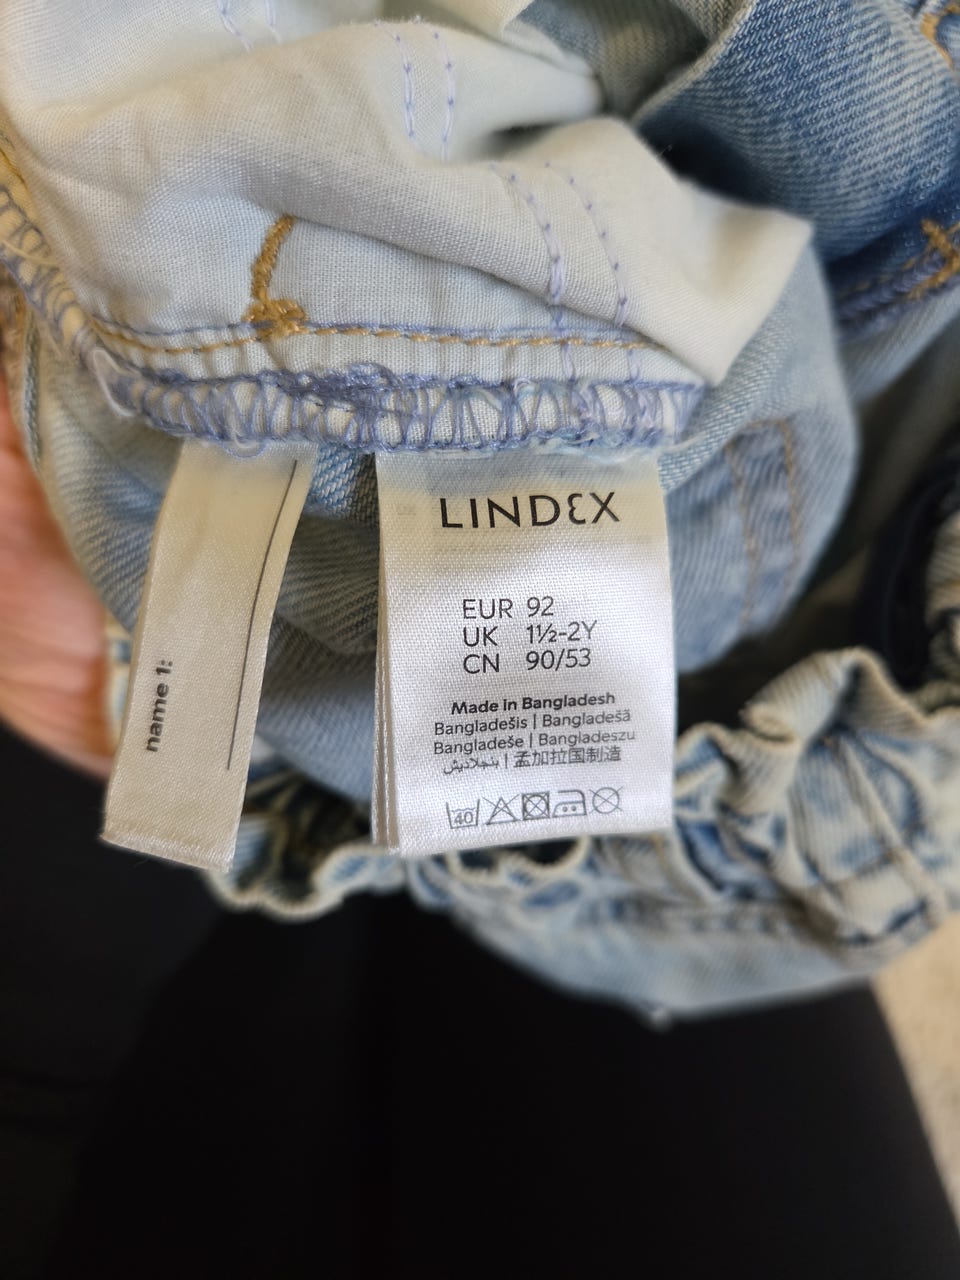 name 1:
LINDEX
EUR 92
UK 1½-2Y
CN 90/53
Made in Bangladesh
Bangladešis | Bangladešā
Bangladeše | Bangladeszu
بنجلاديش | 孟加拉国制造
40